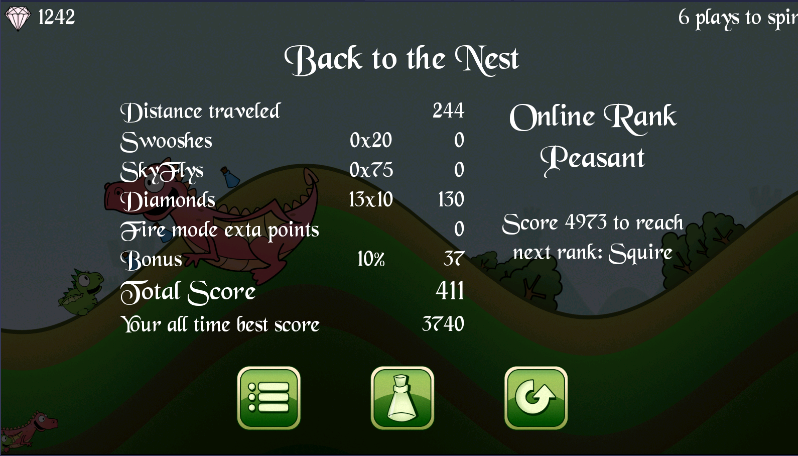 1242
6 plays to spin
Back to the Nest
Distance traveled 244
Swooshes 0x20 0
SkyFlys 0x75 0
Diamonds 13x10 130
Fire mode exta points 0
Bonus 10% 37
Total Score 411
Your all time best score 3740
Online Rank
Peasant
Score 4973 to reach
next rank: Squire